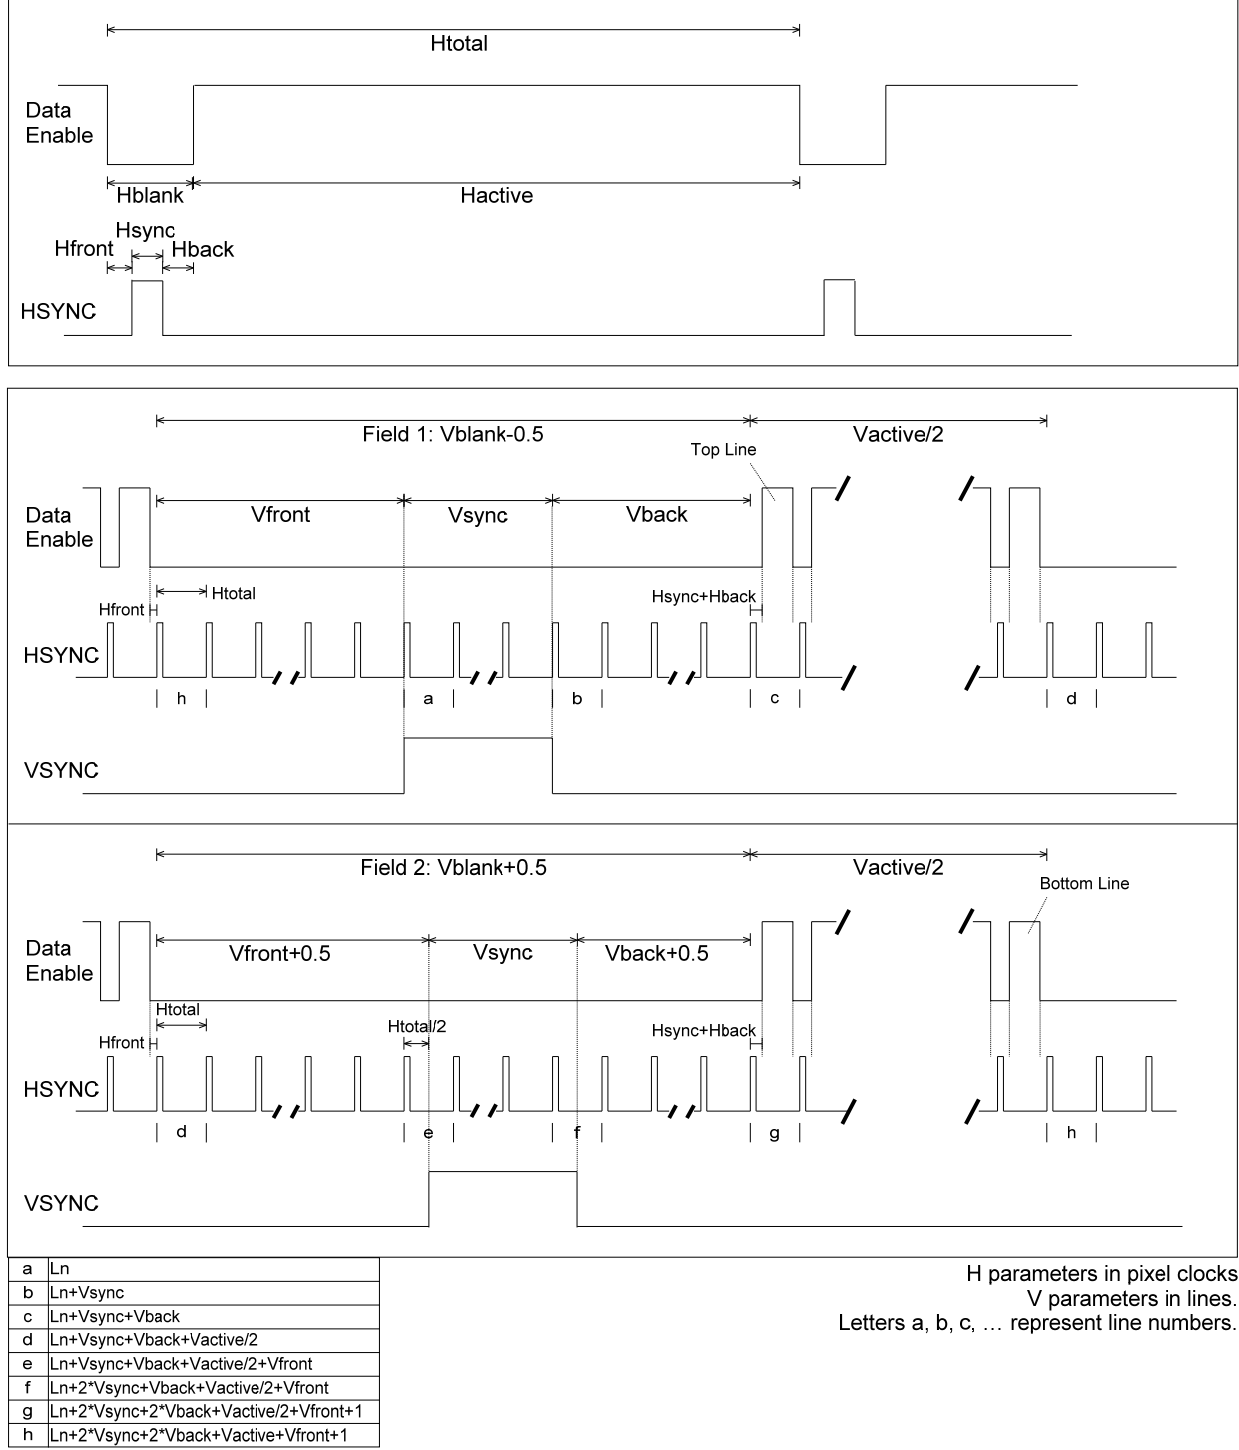 Htotal
Data
Enable
Hblank
Hactive
Hsync
Hfront
Hback
HSYNC
Field 1: Vblank-0.5
Vactive/2
Top Line
Data
Enable
Vfront
Vsync
Vback
Htotal
Hfront
Hsync+Hback
HSYNC
h
a
b
c
d
VSYNC
Field 2: Vblank+0.5
Vactive/2
Bottom Line
Data
Enable
Vfront+0.5
Vsync
Vback+0.5
Htotal
Hfront
Htotal/2
Hsync+Hback
HSYNC
d
e
f
g
h
VSYNC
a Ln
b Ln+Vsync
c Ln+Vsync+Vback
d Ln+Vsync+Vback+Vactive/2
e Ln+Vsync+Vback+Vactive/2+Vfront
f Ln+2*Vsync+Vback+Vactive/2+Vfront
g Ln+2*Vsync+2*Vback+Vactive/2+Vfront+1
h Ln+2*Vsync+2*Vback+Vactive+Vfront+1
H parameters in pixel clocks
V parameters in lines.
Letters a, b, c, … represent line numbers.